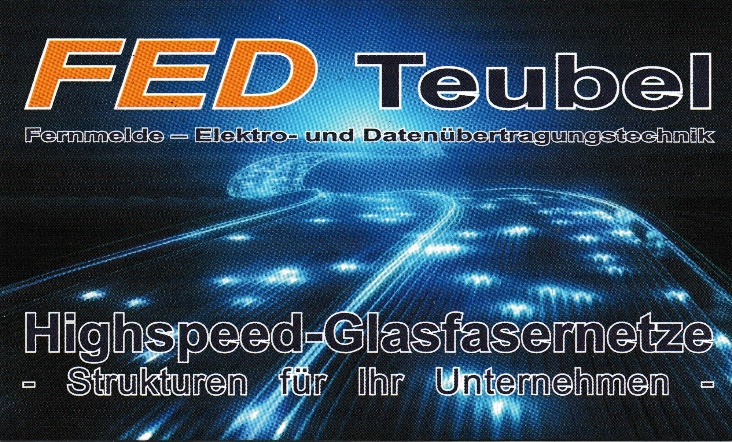 FED Teubel
Fernmelde – Elektro- und Datenübertragungstechnik
Highspeed-Glasfasernetze
- Strukturen für Ihr Unternehmen -